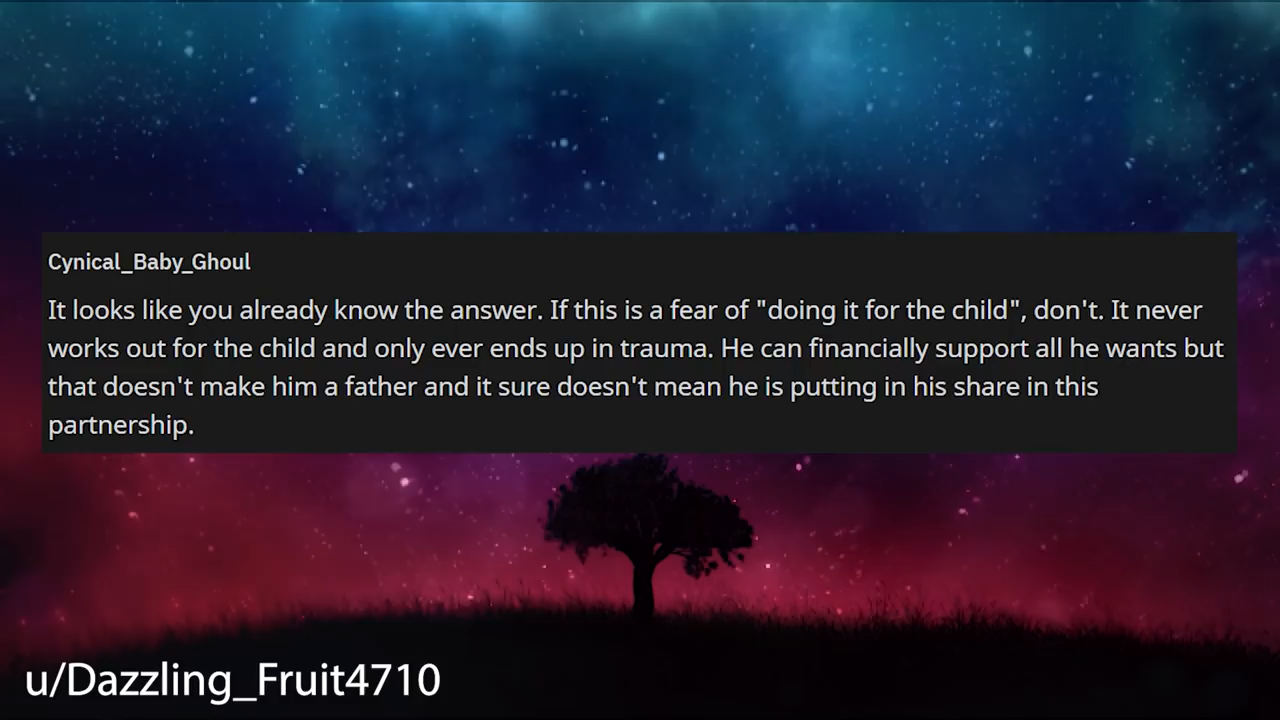 Cynical_Baby_Ghoul
It looks like you already know the answer. If this is a fear of "doing it for the child", don't. It never
works out for the child and only ever ends up in trauma. He can financially support all he wants but
that doesn't make him a father and it sure doesn't mean he is putting in his share in this
partnership.
u/Dazzling_Fruit4710